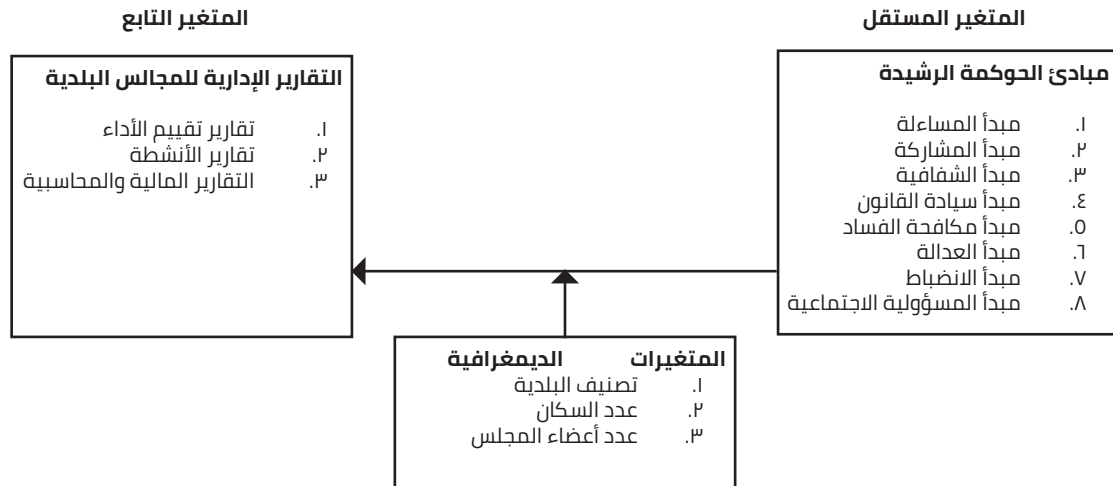 المتغير المستقل
مبادئ الحوكمة الرشيدة
١. مبدأ المساءلة
٢. مبدأ المشاركة
٣. مبدأ الشفافية
٤. مبدأ سيادة القانون
٥. مبدأ مكافحة الفساد
٦. مبدأ العدالة
٧. مبدأ الانضباط
٨. مبدأ المسؤولية الاجتماعية
المتغير التابع
التقارير الإدارية للمجالس البلدية
١. تقارير تقييم الأداء
٢. تقارير الأنشطة
٣. التقارير المالية والمحاسبية
المتغيرات الديمغرافية
١. تصنيف البلدية
٢. عدد السكان
٣. عدد أعضاء المجلس